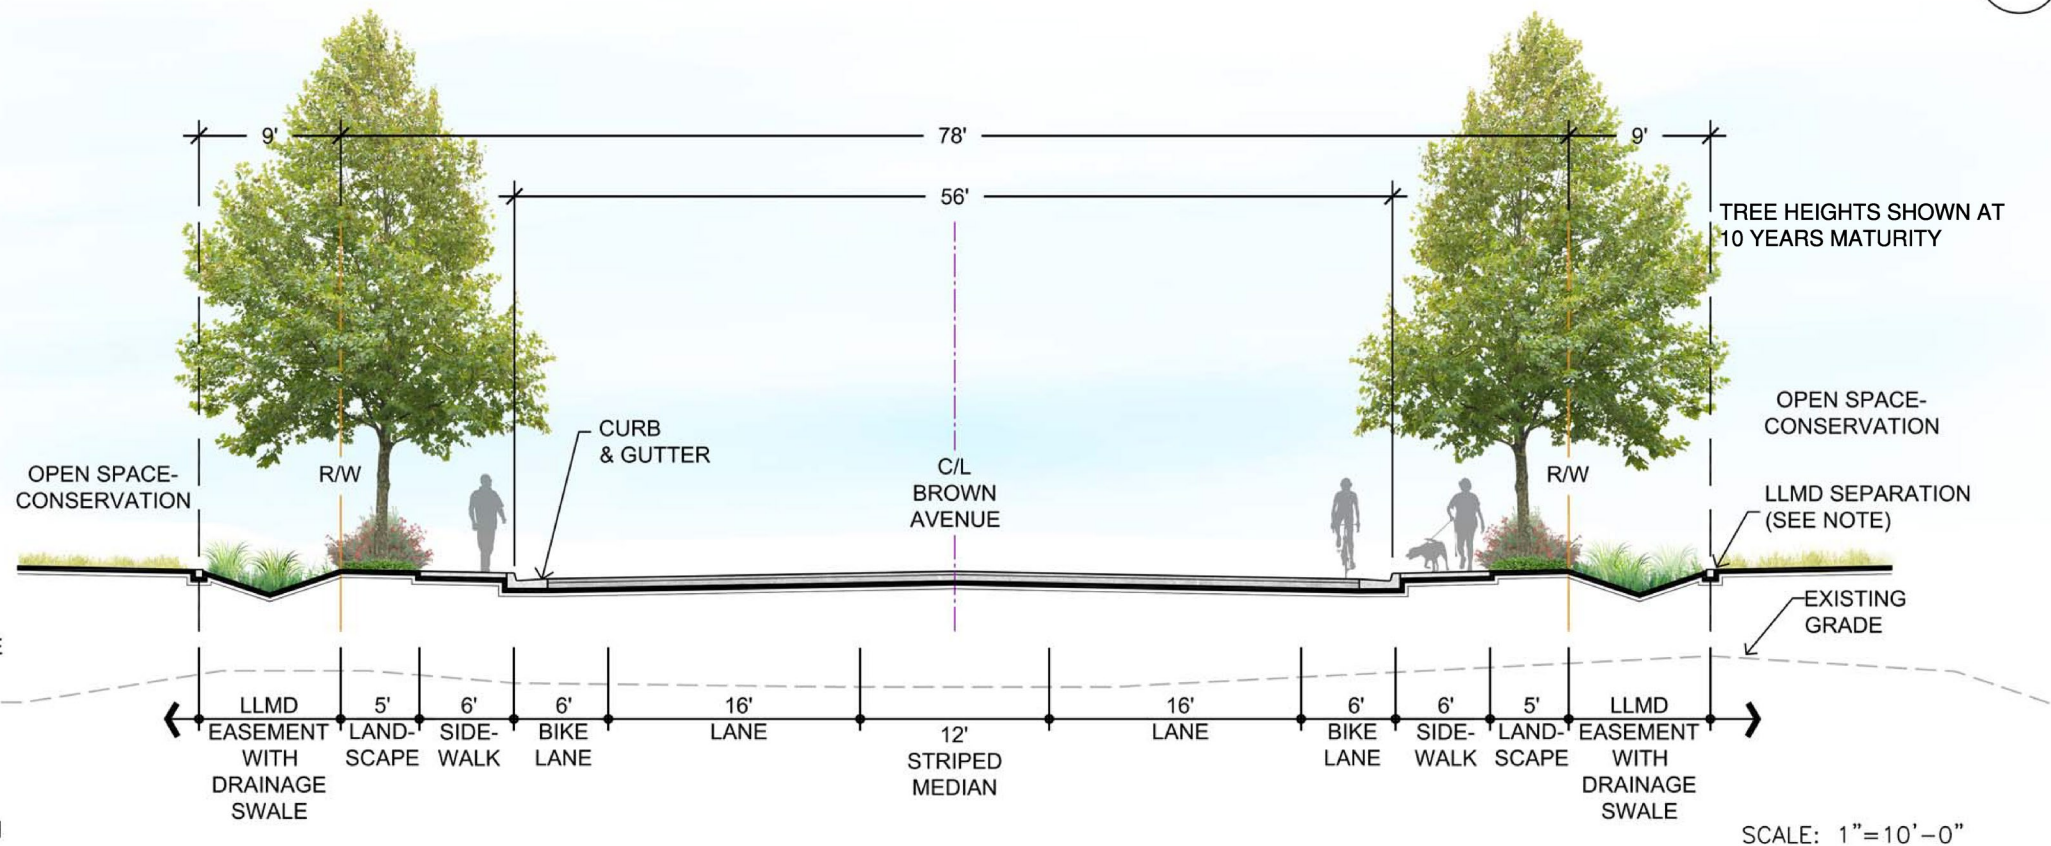 9'
78'
9'
56'
TREE HEIGHTS SHOWN AT
10 YEARS MATURITY
CURB
& GUTTER
OPEN SPACE-
CONSERVATION
R/W
C/L
BROWN
AVENUE
R/W
OPEN SPACE-
CONSERVATION
LLMD SEPARATION
(SEE NOTE)
EXISTING
GRADE
LLMD
EASEMENT
WITH
DRAINAGE
SWALE
5'
LAND-
SCAPE
6'
SIDE-
WALK
6'
BIKE
LANE
16'
LANE
12'
STRIPED
MEDIAN
16'
LANE
6'
BIKE
LANE
6'
SIDE-
WALK
5'
LAND-
SCAPE
LLMD
EASEMENT
WITH
DRAINAGE
SWALE
SCALE: 1"=10'-0"